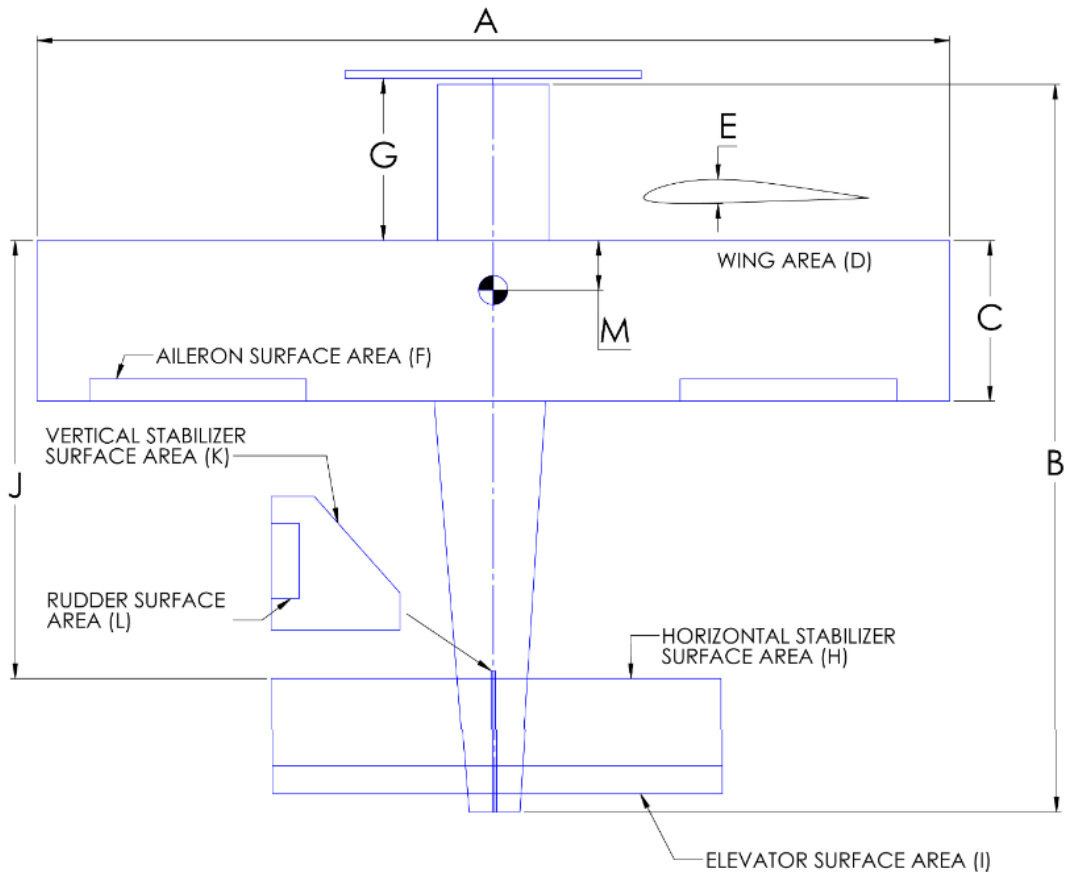 A
E
G
WING AREA (D)
C
M
AILERON SURFACE AREA (F)
VERTICAL STABILIZER
SURFACE AREA (K)
B
J
RUDDER SURFACE
AREA (L)
HORIZONTAL STABILIZER
SURFACE AREA (H)
ELEVATOR SURFACE AREA (I)